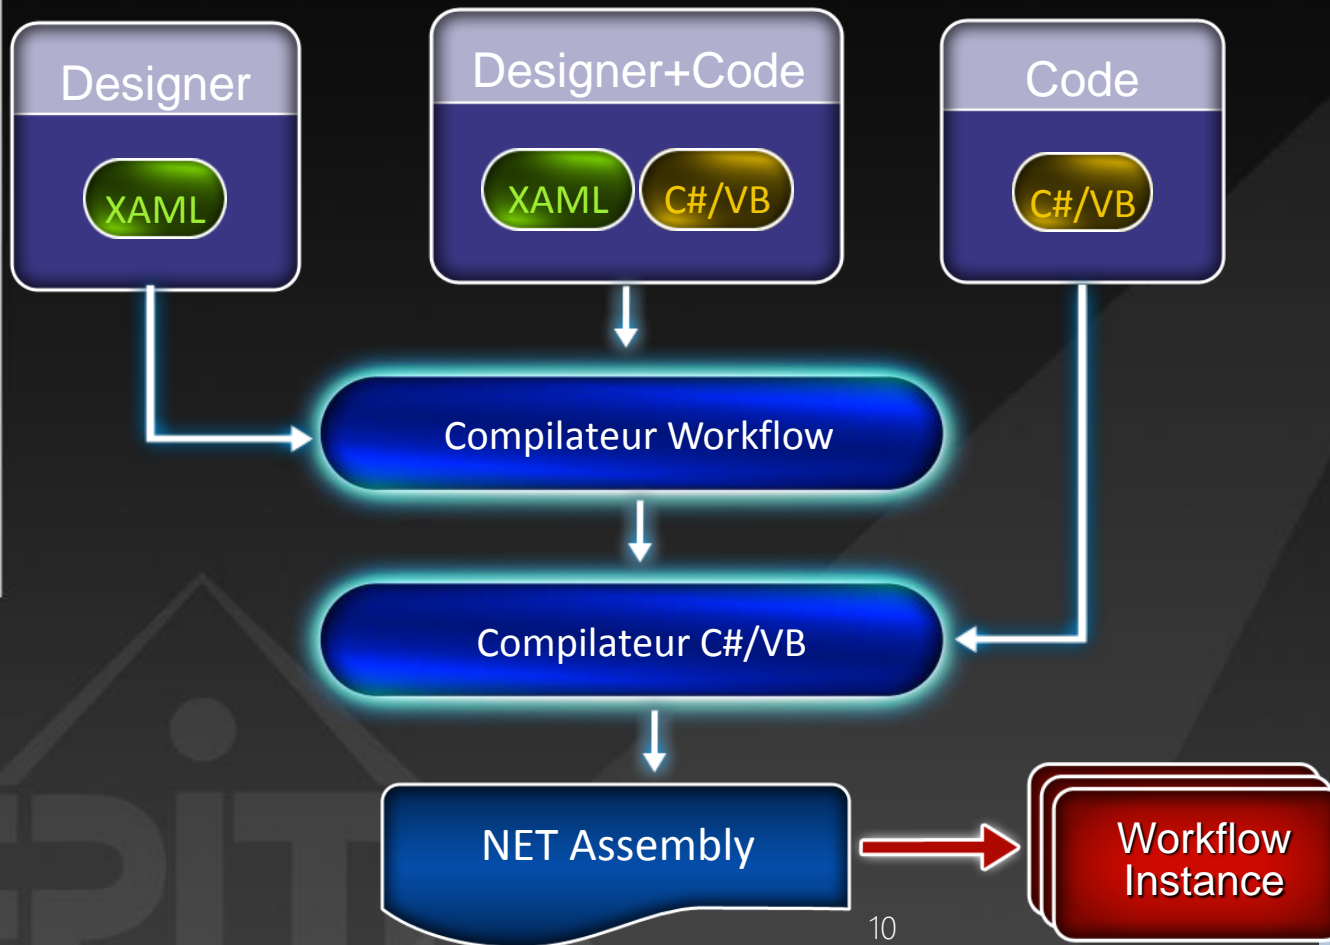 Designer
XAML
Designer+Code
XAML
C#/VB
Code
C#/VB
Compilateur Workflow
Compilateur C#/VB
NET Assembly
Workflow
Instance
10